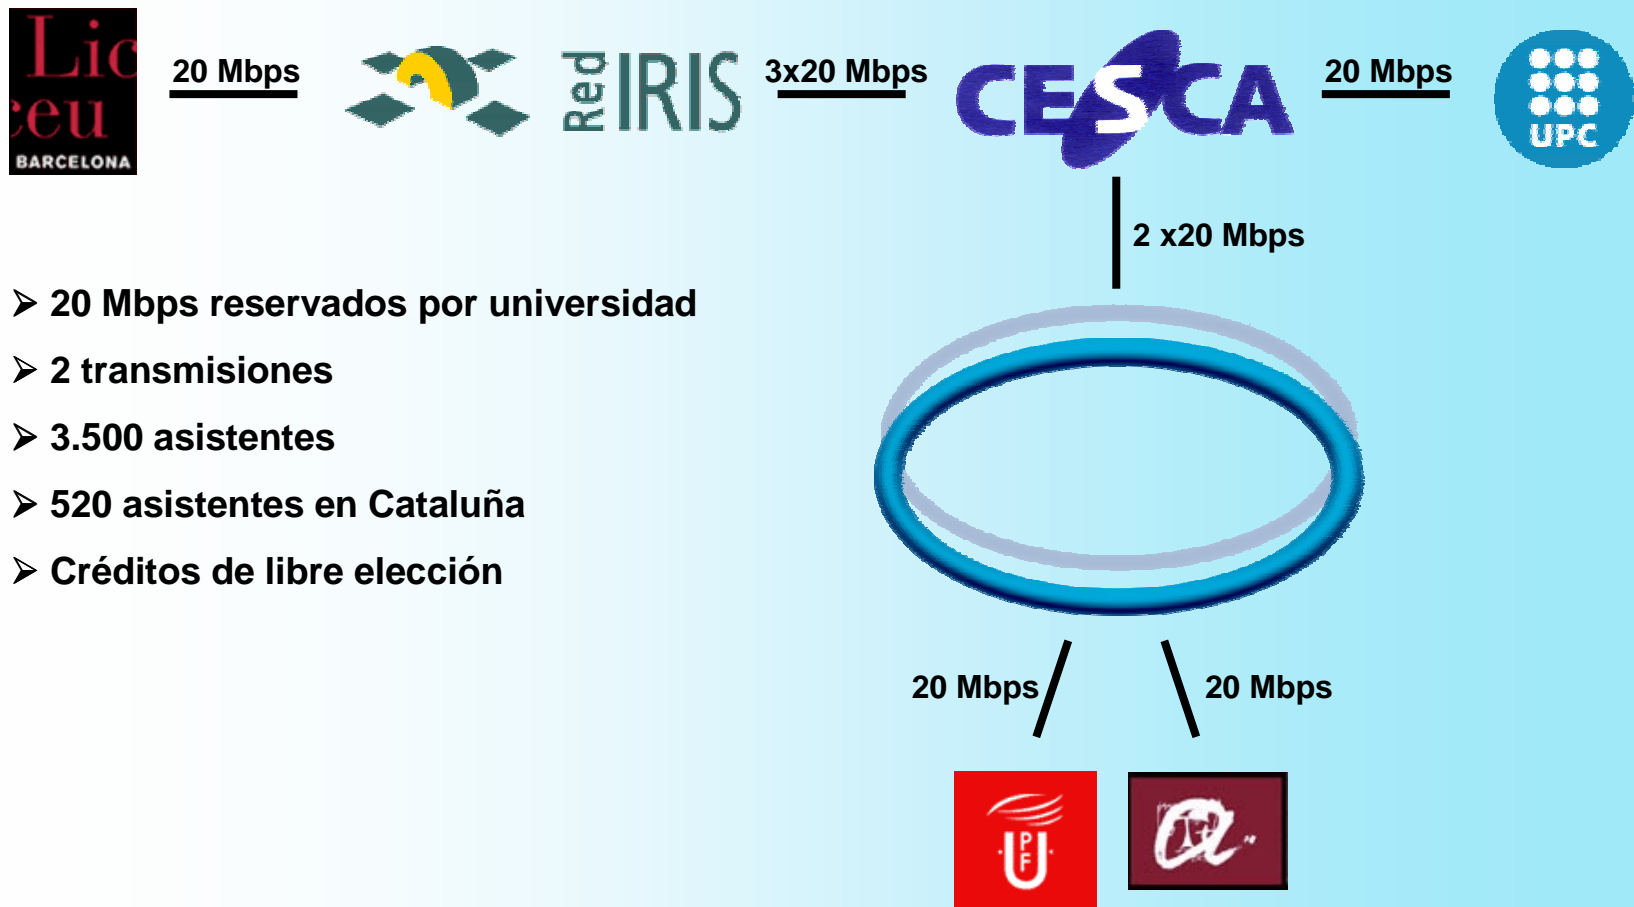 Lic
ceu
BARCELONA
20 Mbps
Red IRIS
3x20 Mbps
CESCA
20 Mbps
UPC
2 x20 Mbps
➢ 20 Mbps reservados por universidad
➢ 2 transmisiones
➢ 3.500 asistentes
➢ 520 asistentes en Cataluña
➢ Créditos de libre elección
20 Mbps
20 Mbps
UPF